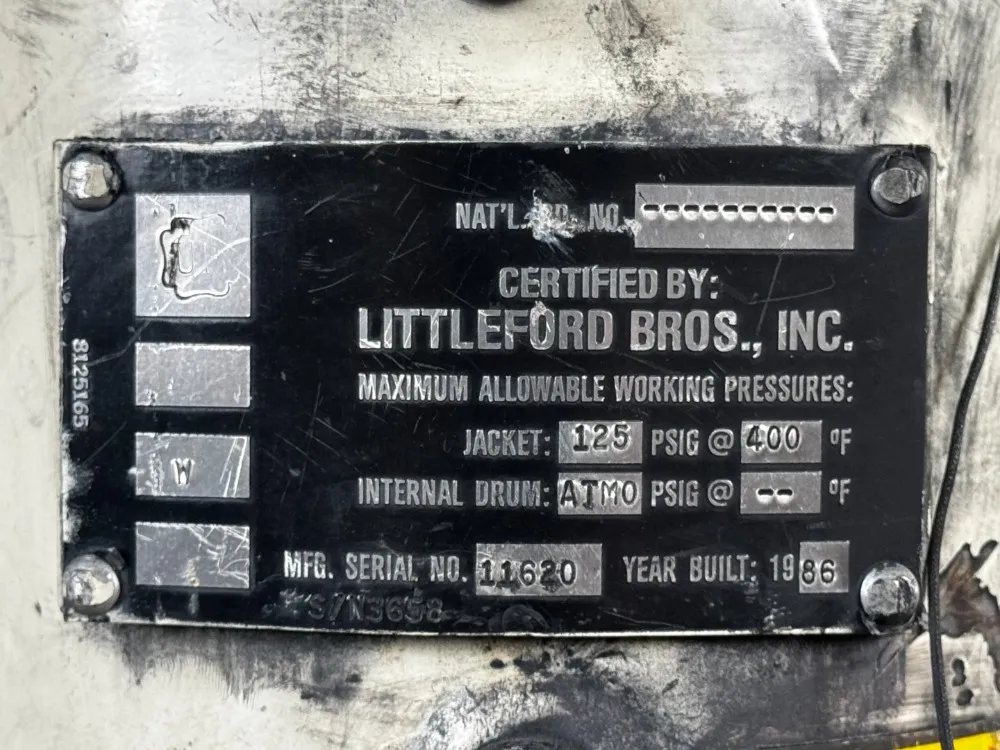 NAT'L. BD. NO. ----------
CERTIFIED BY:
LITTLEFORD BROS., INC.
MAXIMUM ALLOWABLE WORKING PRESSURES:
JACKET: 125 PSIG @ 400 °F
INTERNAL DRUM: ATMO PSIG @ -- °F
MFG. SERIAL NO. 11620 YEAR BUILT: 1986
S/N3658
W
8125165